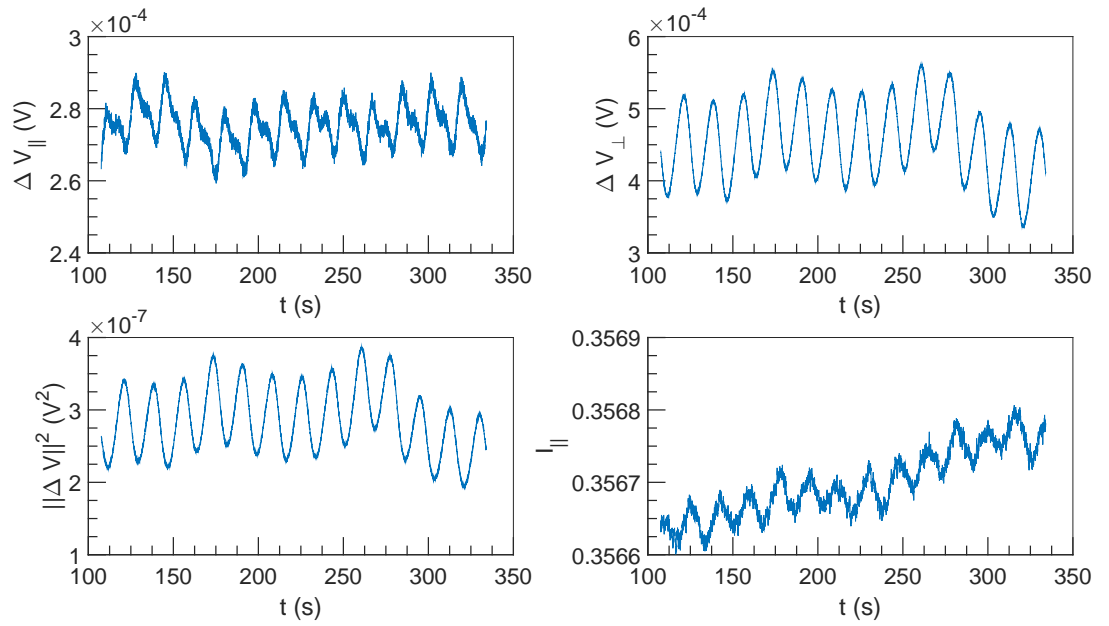 ×10⁻⁴
3
2.8
2.6
2.4
Δ V∥ (V)
100 150 200 250 300 350
t (s)
×10⁻⁴
6
5
4
3
Δ V⊥ (V)
100 150 200 250 300 350
t (s)
×10⁻⁷
4
3
2
1
||Δ V||² (V²)
100 150 200 250 300 350
t (s)
0.3569
0.3568
0.3567
0.3566
I∥
100 150 200 250 300 350
t (s)